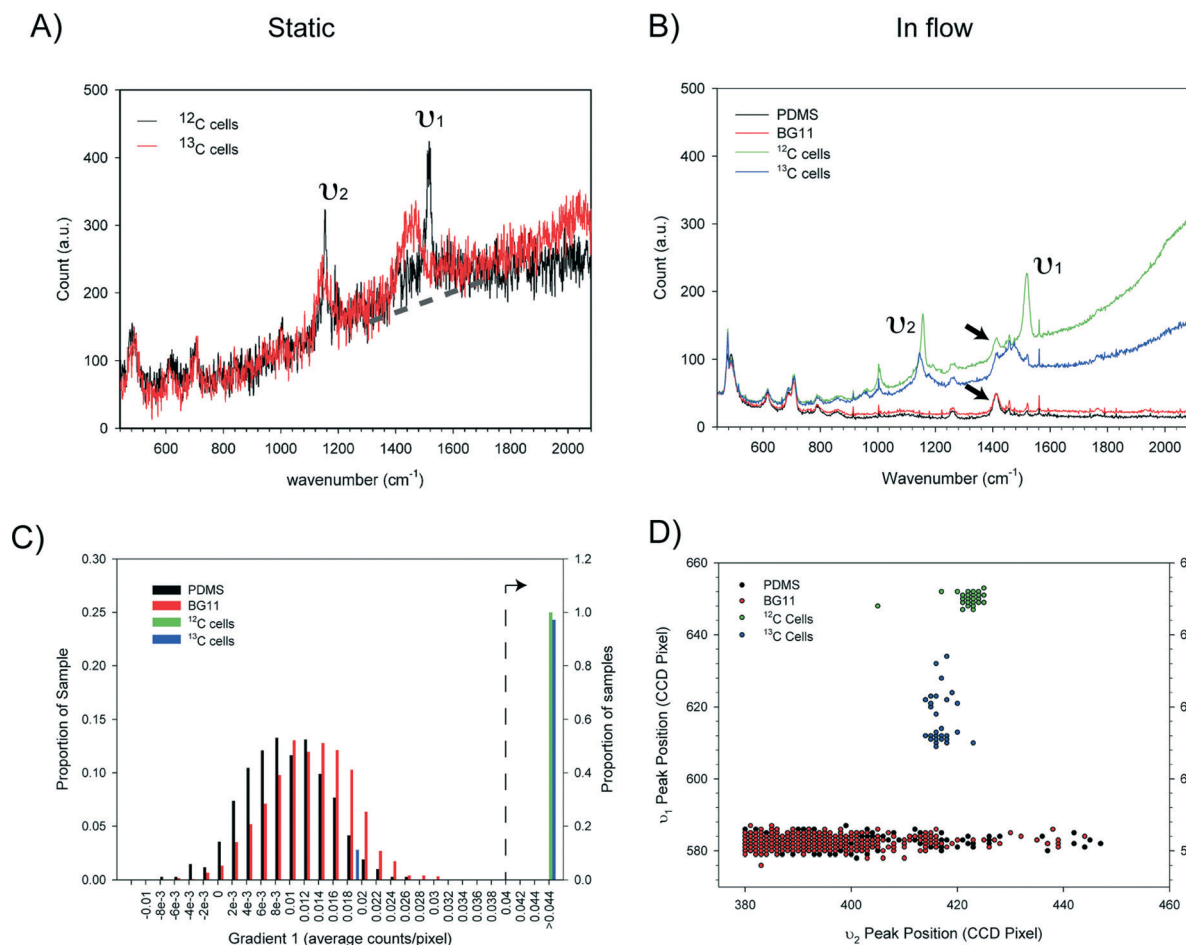 A)
Static
500
400
300
200
100
0
Count (a.u.)
¹²C cells
¹³C cells
υ₂
υ₁
600 800 1000 1200 1400 1600 1800 2000
wavenumber (cm⁻¹)
B)
In flow
500
400
300
200
100
0
Count (a.u.)
PDMS
BG11
¹²C cells
¹³C cells
υ₂
υ₁
600 800 1000 1200 1400 1600 1800 2000
Wavenumber (cm⁻¹)
C)
0.30
0.25
0.20
0.15
0.10
0.05
0.00
Proportion of Sample
PDMS
BG11
¹²C cells
¹³C cells
1.2
1.0
0.8
0.6
0.4
0.2
0.0
Proportion of samples
-0.01 -8e-3 -6e-3 -4e-3 -2e-3 0 2e-3 4e-3 6e-3 8e-3 0.01 0.012 0.014 0.016 0.018 0.02 0.022 0.024 0.026 0.028 0.03 0.032 0.034 0.036 0.038 0.04 0.042 0.044 >0.044
Gradient 1 (average counts/pixel)
D)
660
640
620
600
580
υ₁ Peak Position (CCD Pixel)
PDMS
BG11
¹²C Cells
¹³C Cells
6
6
6
6
5
380 400 420 440 460
υ₂ Peak Position (CCD Pixel)